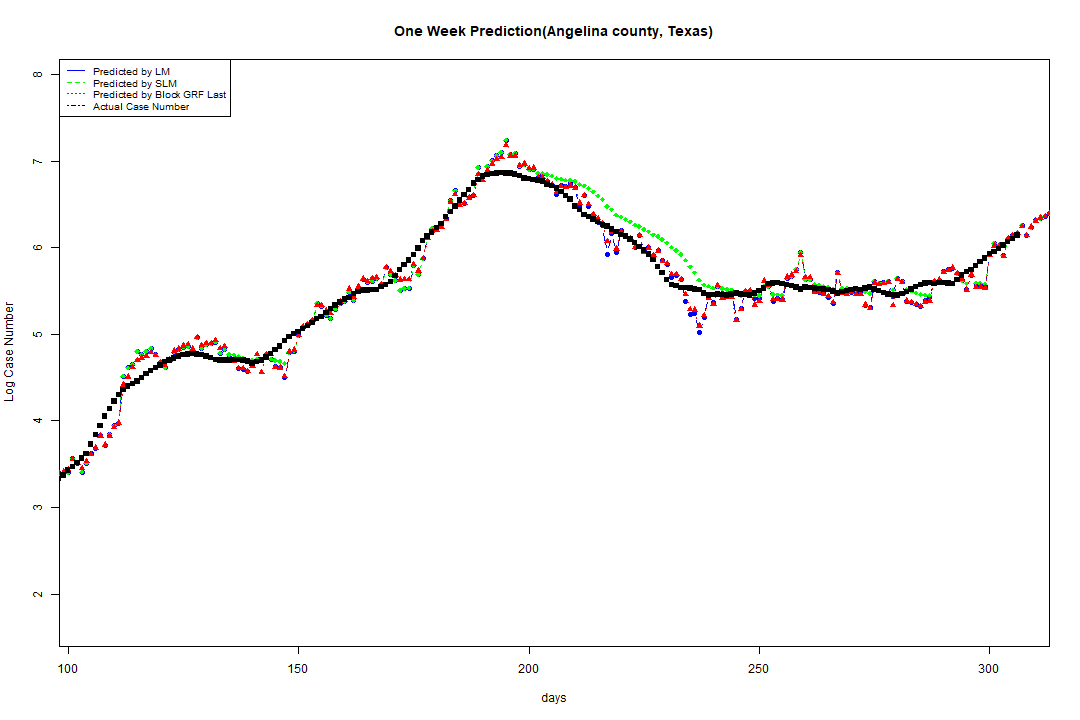 One Week Prediction(Angelina county, Texas)
Predicted by LM
Predicted by SLM
Predicted by Block GRF Last
Actual Case Number
Log Case Number
8
7
6
5
4
3
2
100 150 200 250 300
days